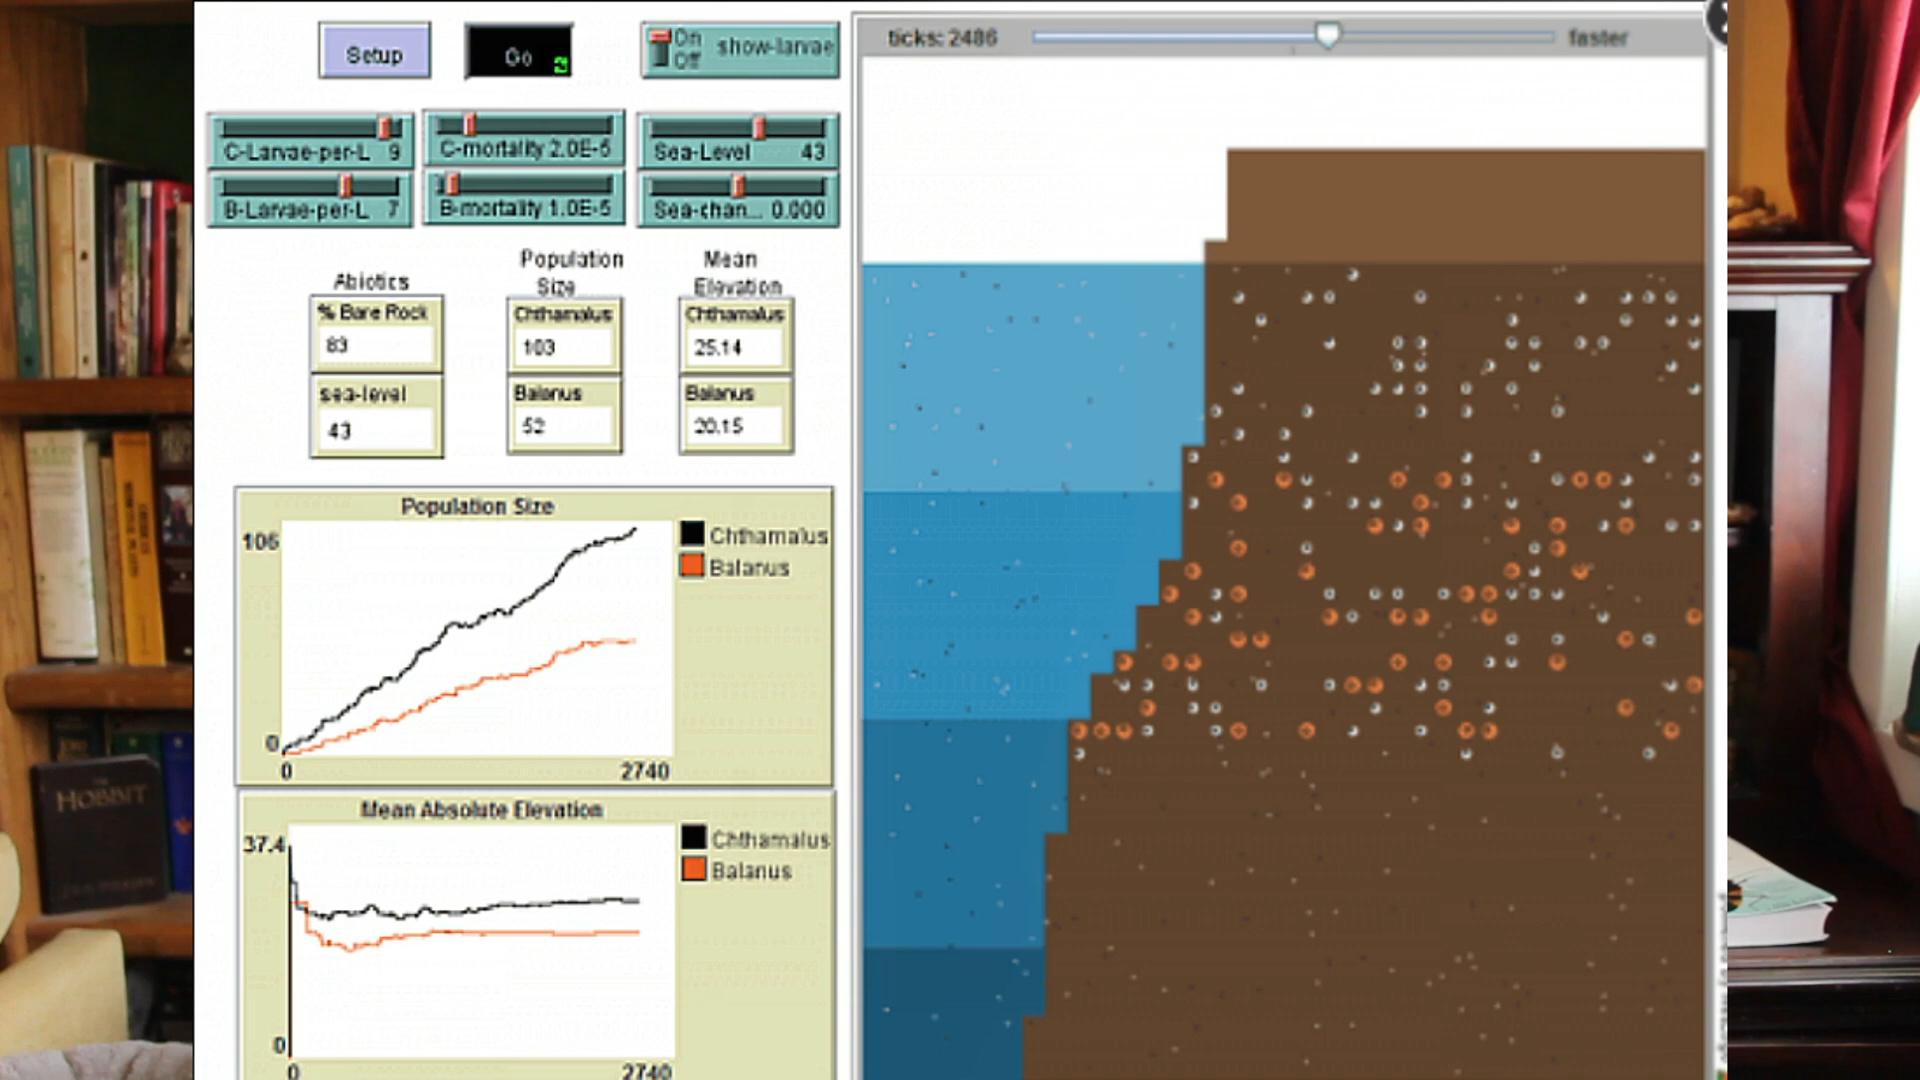 Setup
Go
On
Off
show-larvae
ticks: 2486
faster
C-Larvae-per-L 9
C-mortality 2.0E-5
Sea-Level 43
B-Larvae-per-L 7
B-mortality 1.0E-5
Sea-chan... 0.000
Abiotics
Population
Size
Mean
Elevation
% Bare Rock
83
Chthamalus
103
Chthamalus
25.14
sea-level
43
Balanus
52
Balanus
20.15
Population Size
106
0
0
2740
Chthamalus
Balanus
Mean Absolute Elevation
37.4
0
0
2740
Chthamalus
Balanus
THE
HOBBIT